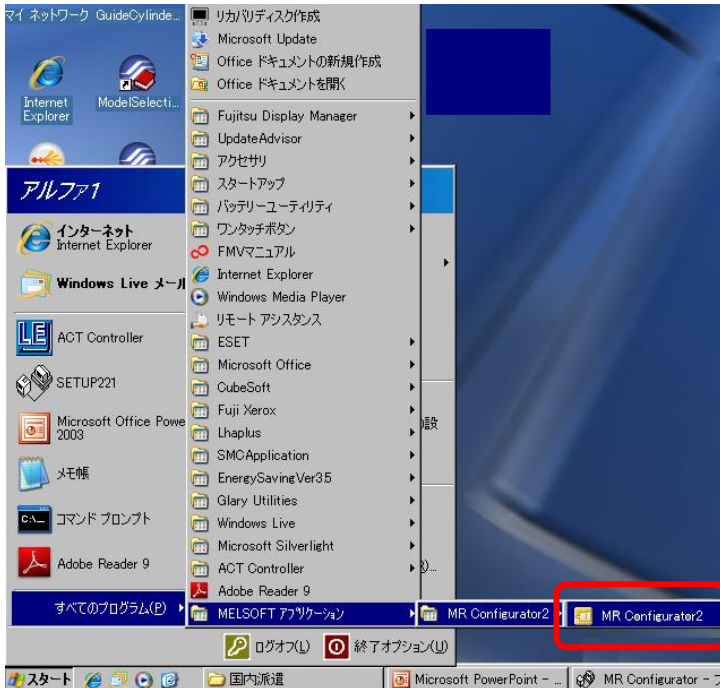 マイ ネットワーク GuideCylinde...
Internet Explorer
ModelSelecti...
リカバリディスク作成
Microsoft Update
Office ドキュメントの新規作成
Office ドキュメントを開く
Fujitsu Display Manager
UpdateAdvisor
アクセサリ
スタートアップ
バッテリーユーティリティ
ワンタッチボタン
FMVマニュアル
Internet Explorer
Windows Media Player
リモート アシスタンス
ESET
Microsoft Office
CubeSoft
Fuji Xerox
Lhaplus
SMCApplication
EnergySavingVer3.5
Glary Utilities
Windows Live
Microsoft Silverlight
ACT Controller
Adobe Reader 9
MELSOFT アプリケーション
MR Configurator2
MR Configurator2
アルファ1
インターネット
Internet Explorer
Windows Live メール
ACT Controller
SETUP221
Microsoft Office Powe
2003
メモ帳
コマンド プロンプト
Adobe Reader 9
すべてのプログラム(P)
の設
ログオフ(L)
終了オプション(U)
スタート
国内派遣
Microsoft PowerPoint - ...
MR Configurator -